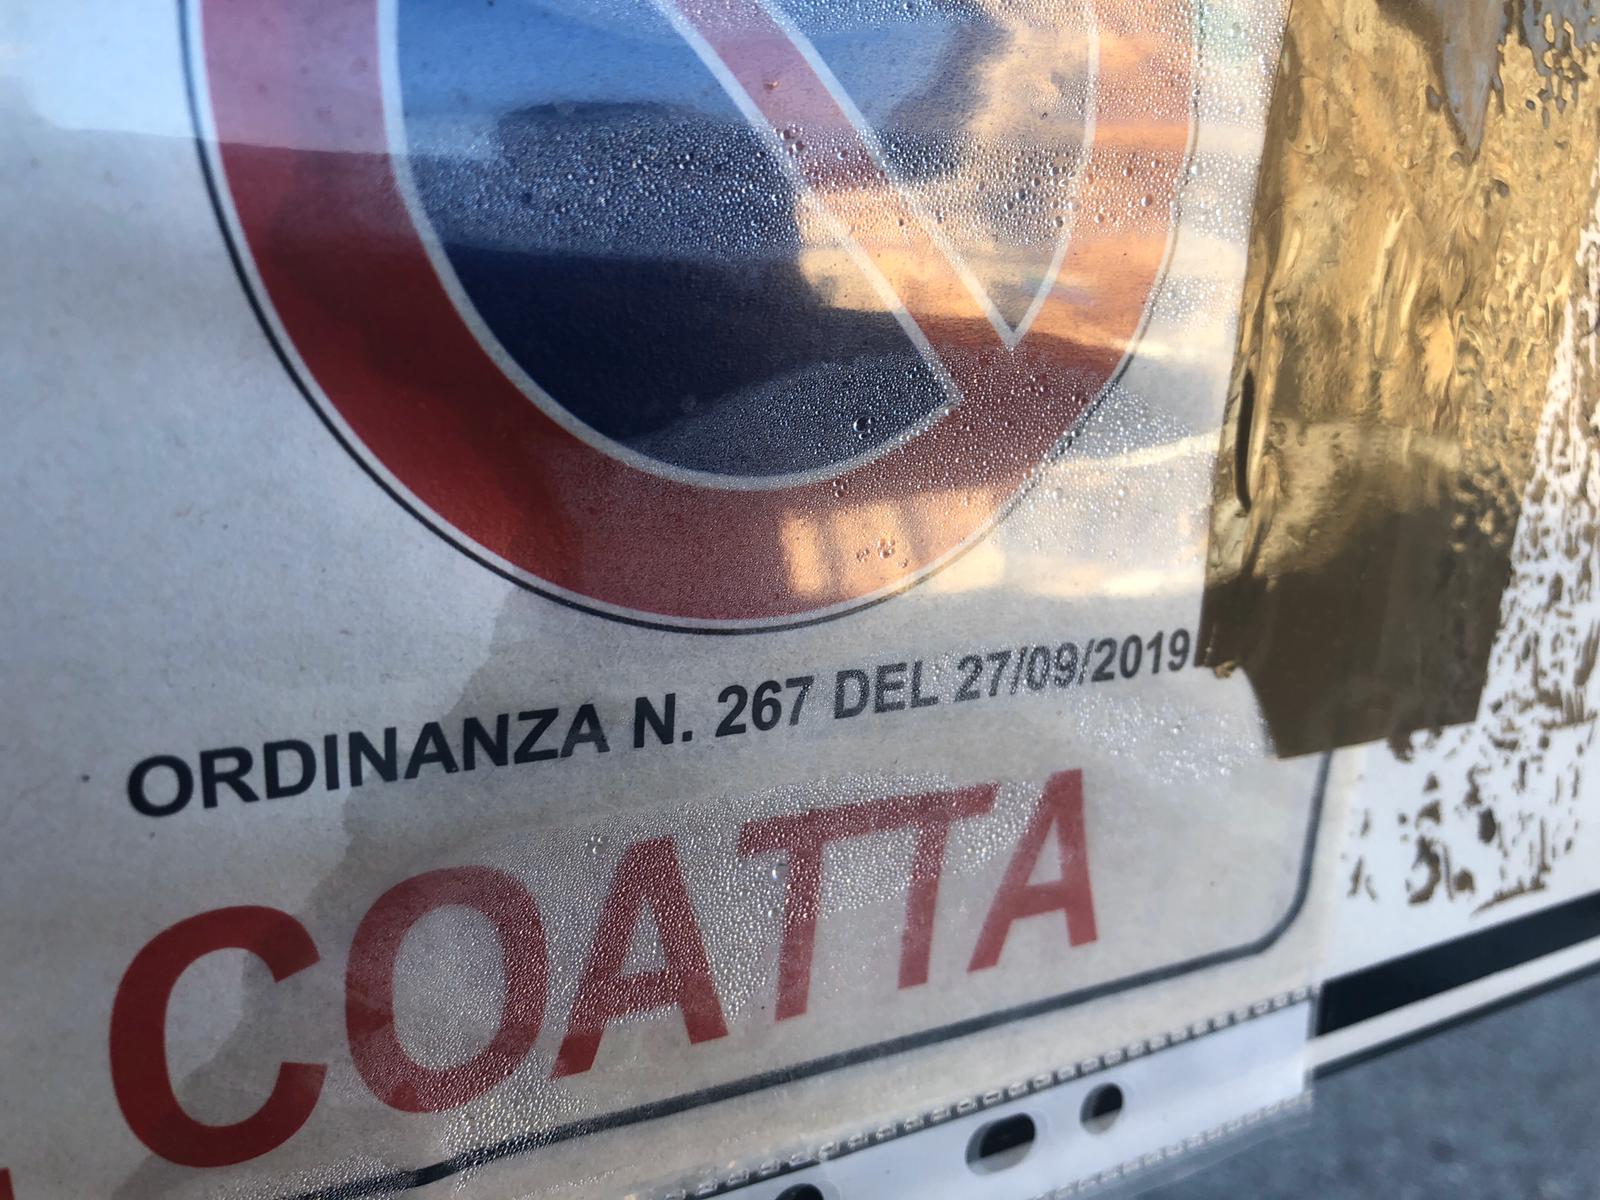 ORDINANZA N. 267 DEL 27/09/2019
COATTA